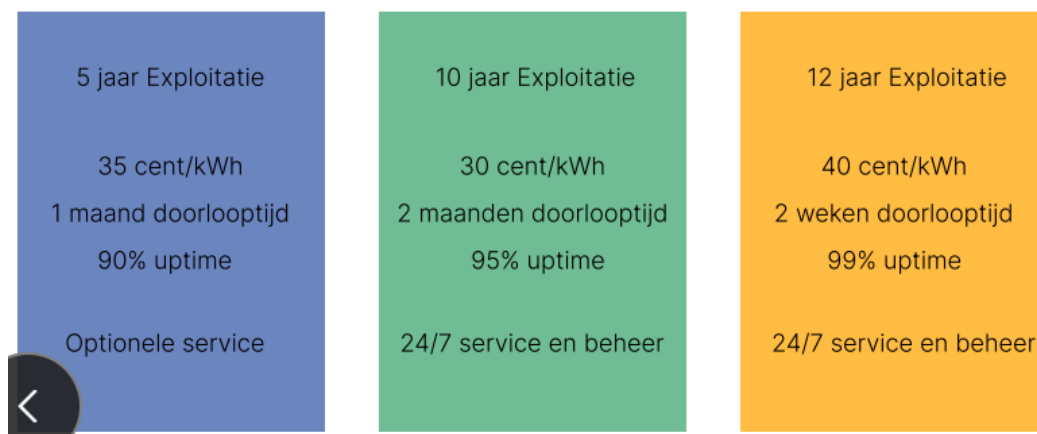 5 jaar Exploitatie
35 cent/kWh
1 maand doorlooptijd
90% uptime
Optionele service
10 jaar Exploitatie
30 cent/kWh
2 maanden doorlooptijd
95% uptime
24/7 service en beheer
12 jaar Exploitatie
40 cent/kWh
2 weken doorlooptijd
99% uptime
24/7 service en beheer